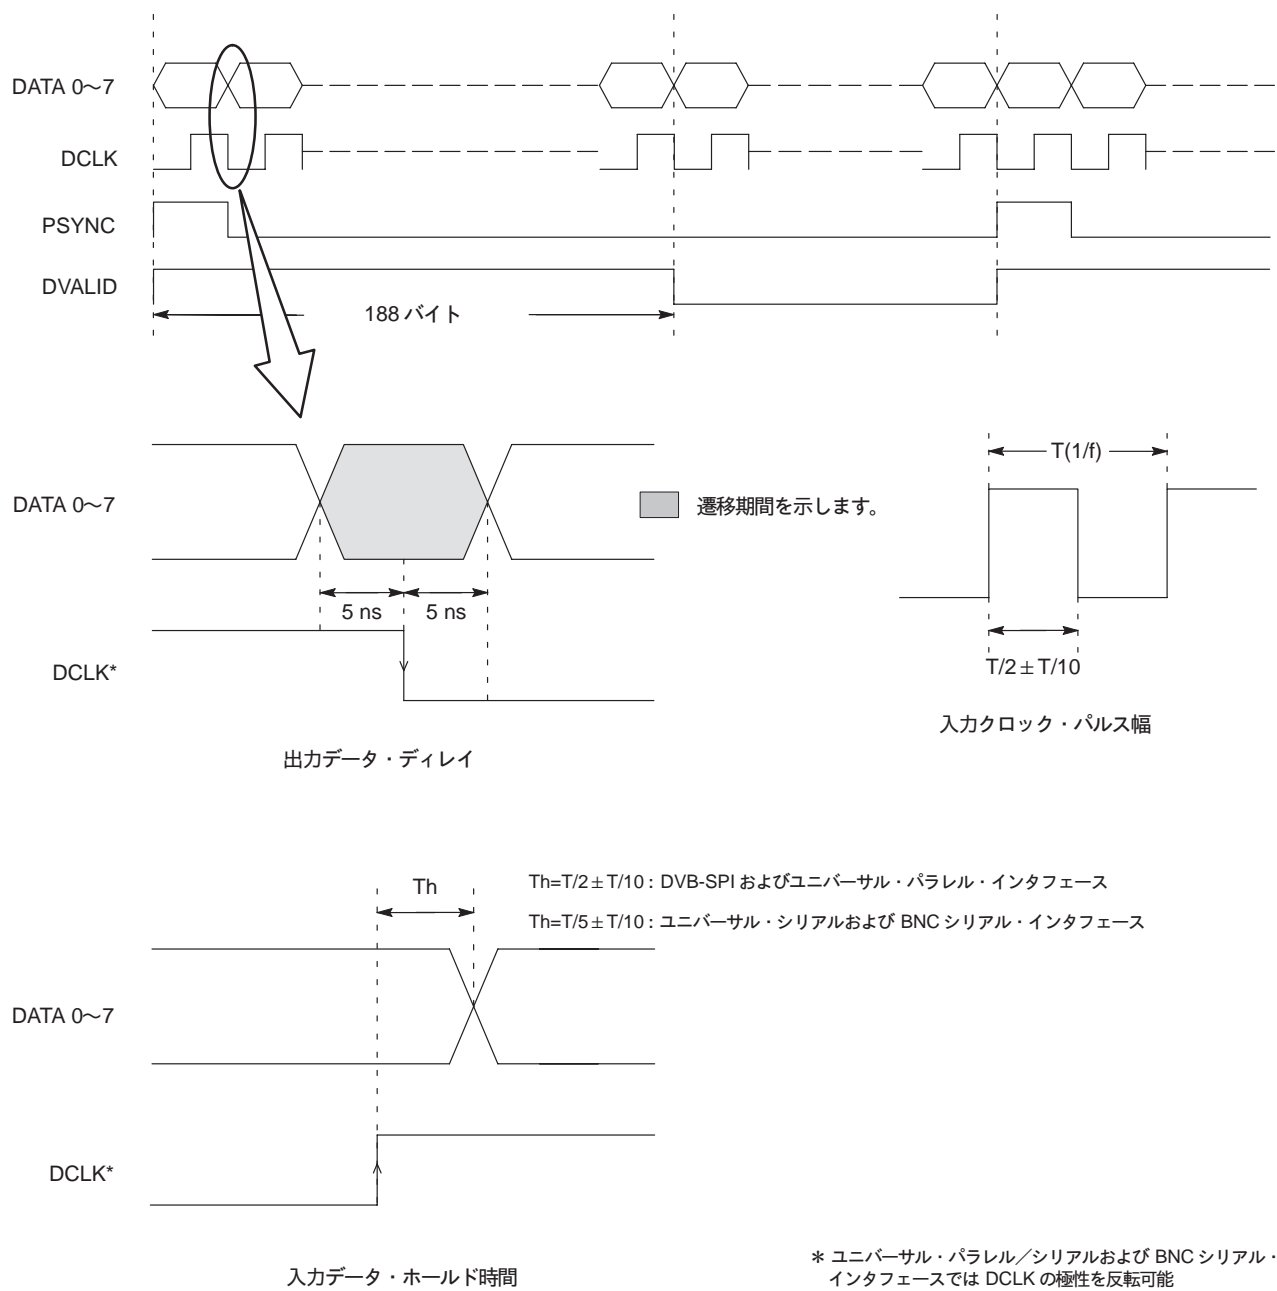 DATA 0〜7
DCLK
PSYNC
DVALID
188 バイト
DATA 0〜7
遷移期間を示します。
5 ns
5 ns
DCLK*
出力データ・ディレイ
T(1/f)
T/2±T/10
入力クロック・パルス幅
Th
Th=T/2±T/10 : DVB-SPI およびユニバーサル・パラレル・インタフェース
Th=T/5±T/10 : ユニバーサル・シリアルおよび BNC シリアル・インタフェース
DATA 0〜7
DCLK*
入力データ・ホールド時間
* ユニバーサル・パラレル／シリアルおよび BNC シリアル・
インタフェースでは DCLK の極性を反転可能